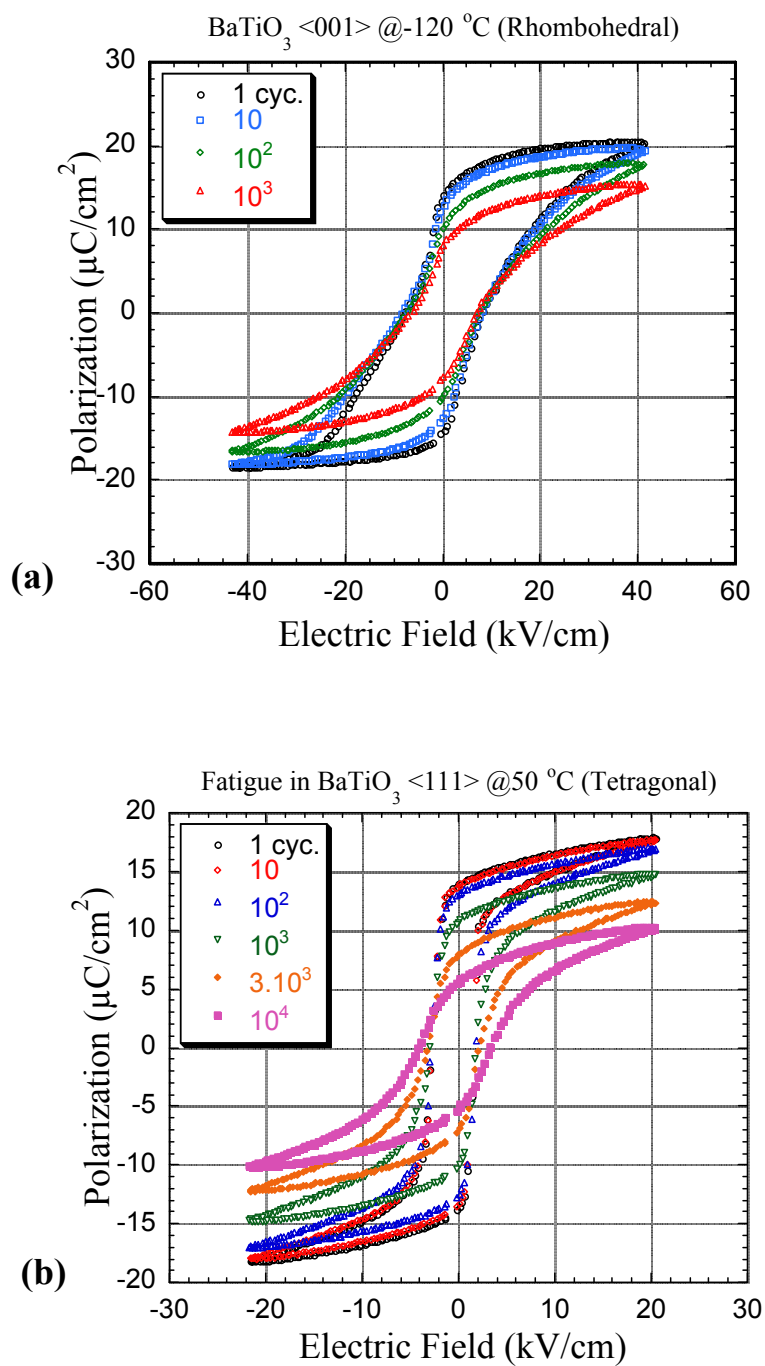 BaTiO3 <001> @-120 °C (Rhombohedral)
30
20
10
0
-10
-20
-30
Polarization (µC/cm²)
1 cyc.
10
10²
10³
(a)
-60 -40 -20 0 20 40 60
Electric Field (kV/cm)
Fatigue in BaTiO3 <111> @50 °C (Tetragonal)
20
15
10
5
0
-5
-10
-15
-20
Polarization (µC/cm²)
1 cyc.
10
10²
10³
3.10³
10⁴
(b)
-30 -20 -10 0 10 20 30
Electric Field (kV/cm)